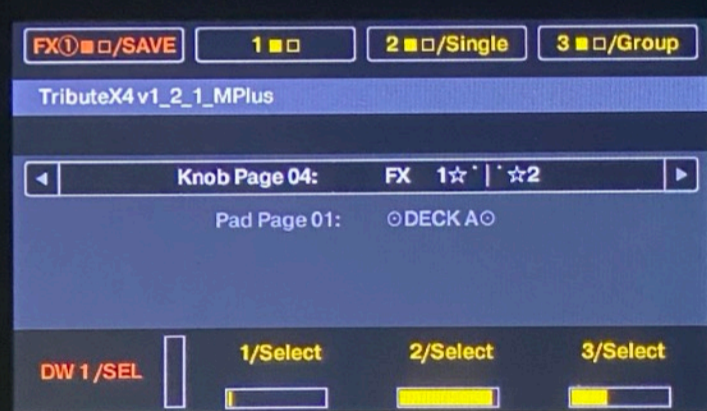 FX①■□/SAVE 1 ■□ 2 ■□/Single 3 ■□/Group
TributeX4 v1_2_1_MPlus
◀ Knob Page 04: FX 1☆˙|˙☆2 ▶
Pad Page 01: ⊙DECK A⊙
DW 1 /SEL 1/Select 2/Select 3/Select